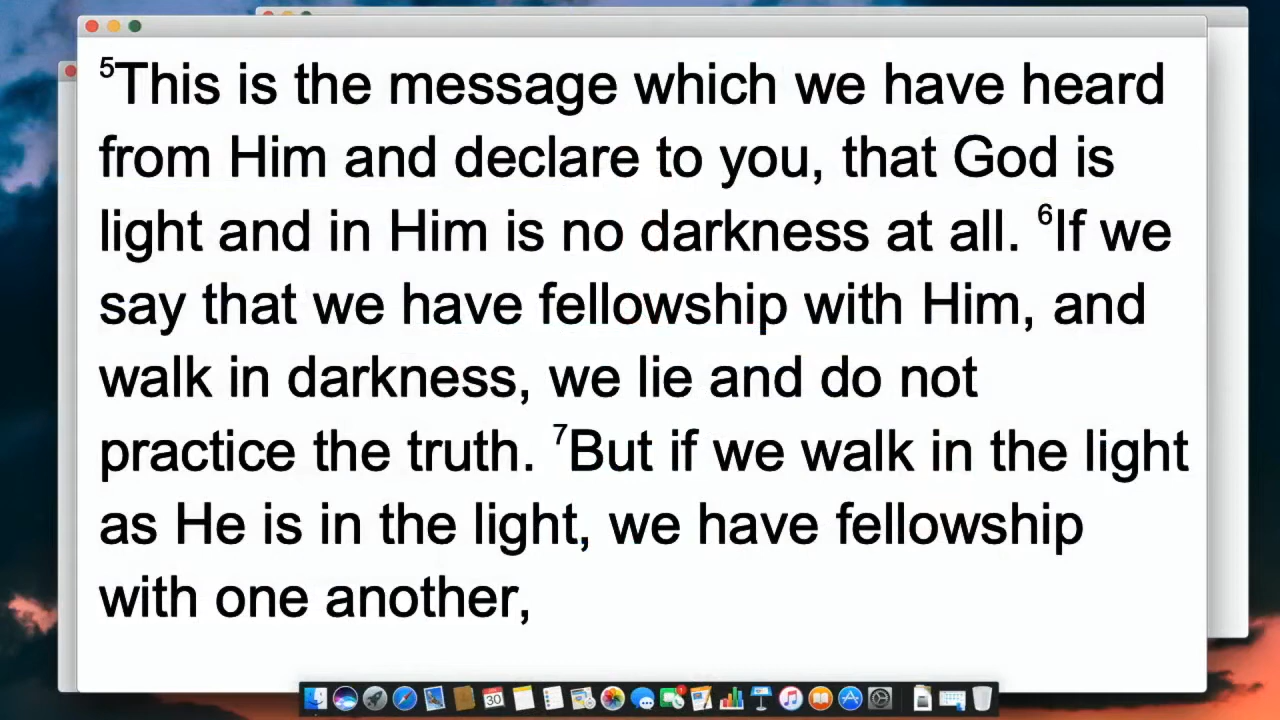 ⁵This is the message which we have heard
from Him and declare to you, that God is
light and in Him is no darkness at all. ⁶If we
say that we have fellowship with Him, and
walk in darkness, we lie and do not
practice the truth. ⁷But if we walk in the light
as He is in the light, we have fellowship
with one another,
30